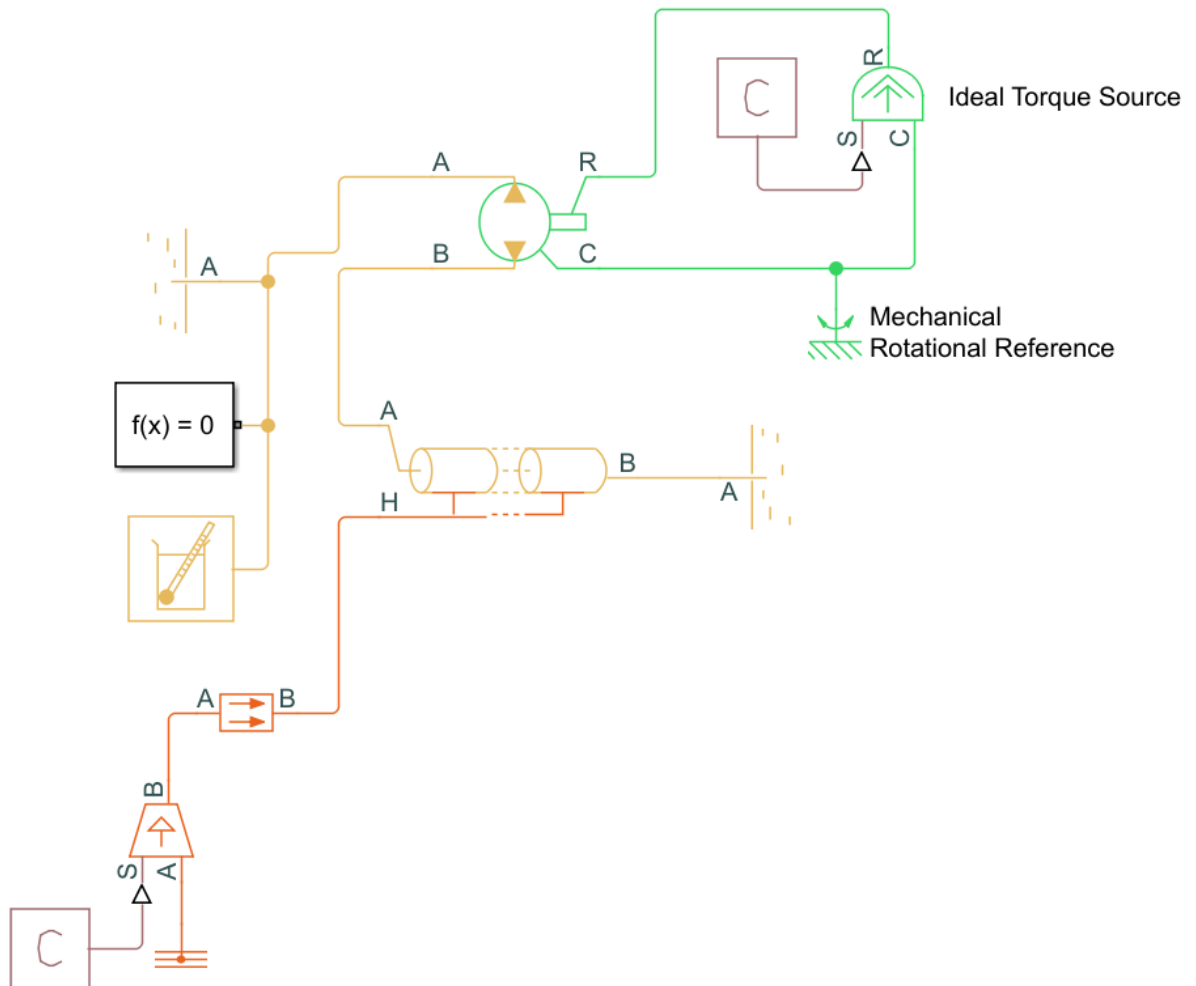 R
C
Ideal Torque Source
S
C
A
R
B
C
A
Mechanical
Rotational Reference
f(x) = 0
A
B
A
H
A
B
B
S
A
C